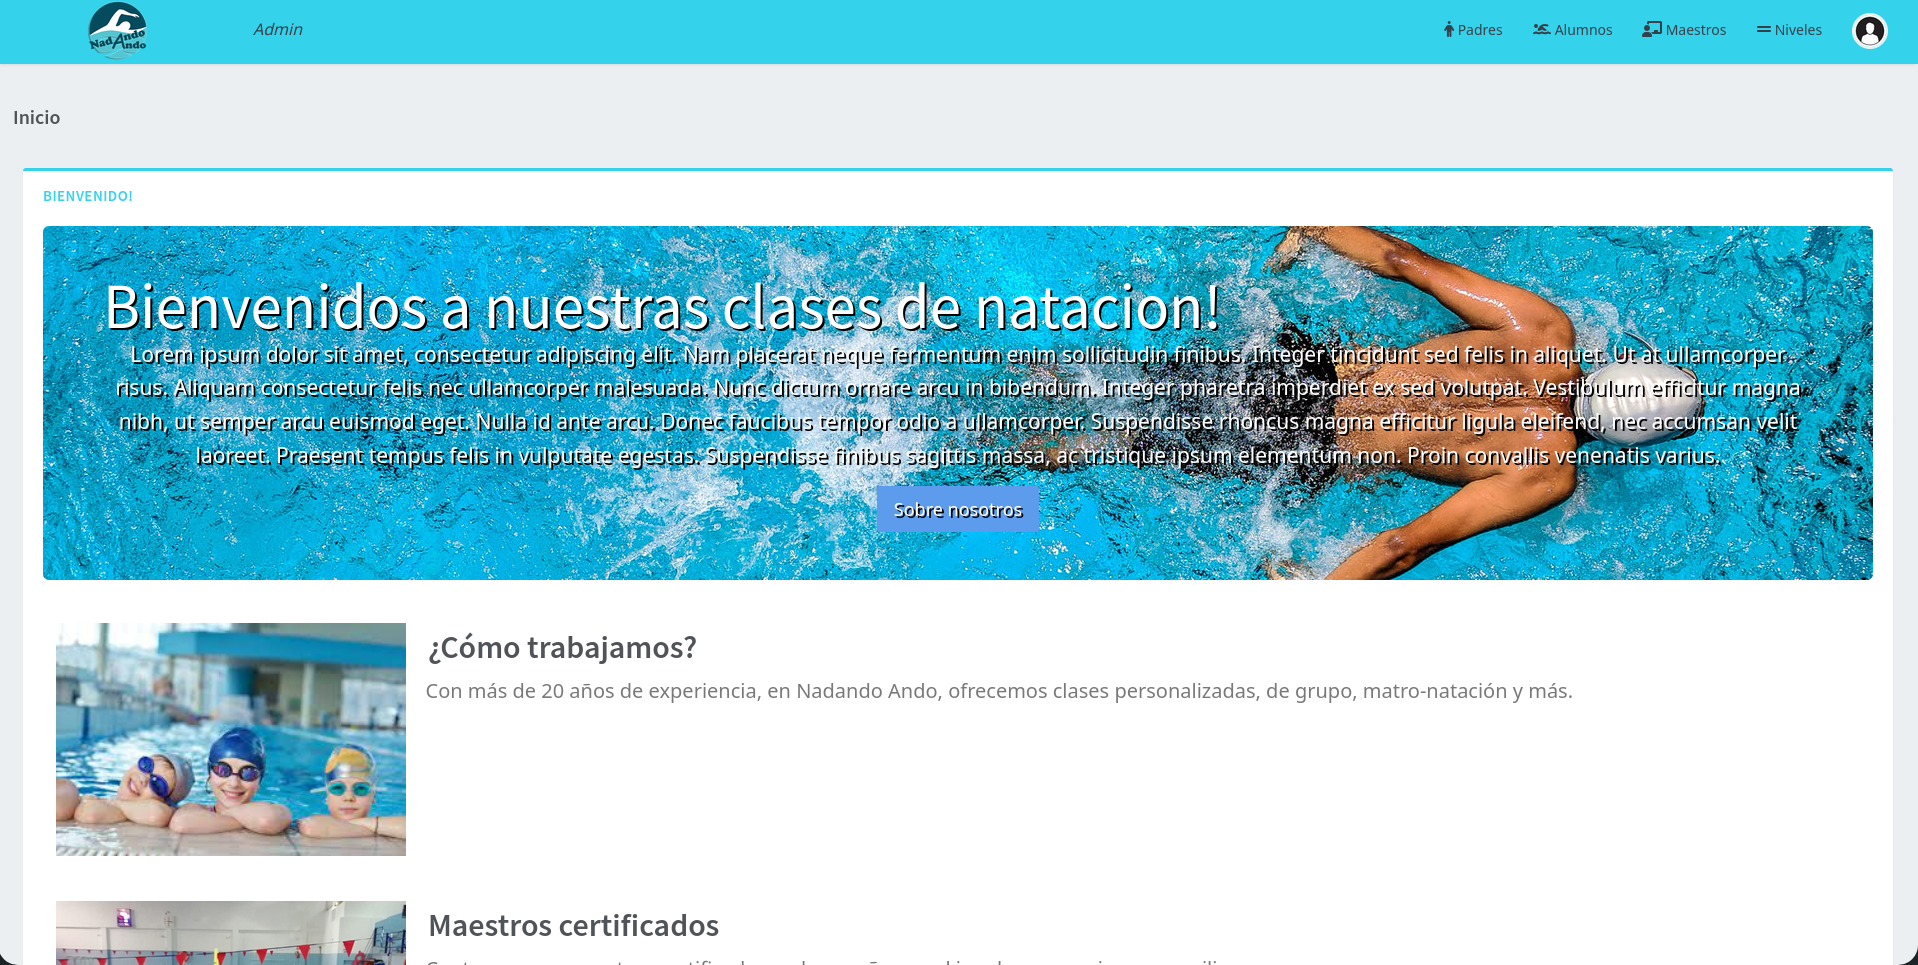 NadAndo
Ando
Admin
Padres
Alumnos
Maestros
Niveles
Inicio
BIENVENIDO!
Bienvenidos a nuestras clases de natacion!
Lorem ipsum dolor sit amet, consectetur adipiscing elit. Nam placerat neque fermentum enim sollicitudin finibus. Integer tincidunt sed felis in aliquet. Ut at ullamcorper
risus. Aliquam consectetur felis nec ullamcorper malesuada. Nunc dictum ornare arcu in bibendum. Integer pharetra imperdiet ex sed volutpat. Vestibulum efficitur magna
nibh, ut semper arcu euismod eget. Nulla id ante arcu. Donec faucibus tempor odio a ullamcorper. Suspendisse rhoncus magna efficitur ligula eleifend, nec accumsan velit
laoreet. Praesent tempus felis in vulputate egestas. Suspendisse finibus sagittis massa, ac tristique ipsum elementum non. Proin convallis venenatis varius.
Sobre nosotros
¿Cómo trabajamos?
Con más de 20 años de experiencia, en Nadando Ando, ofrecemos clases personalizadas, de grupo, matro-natación y más.
Maestros certificados